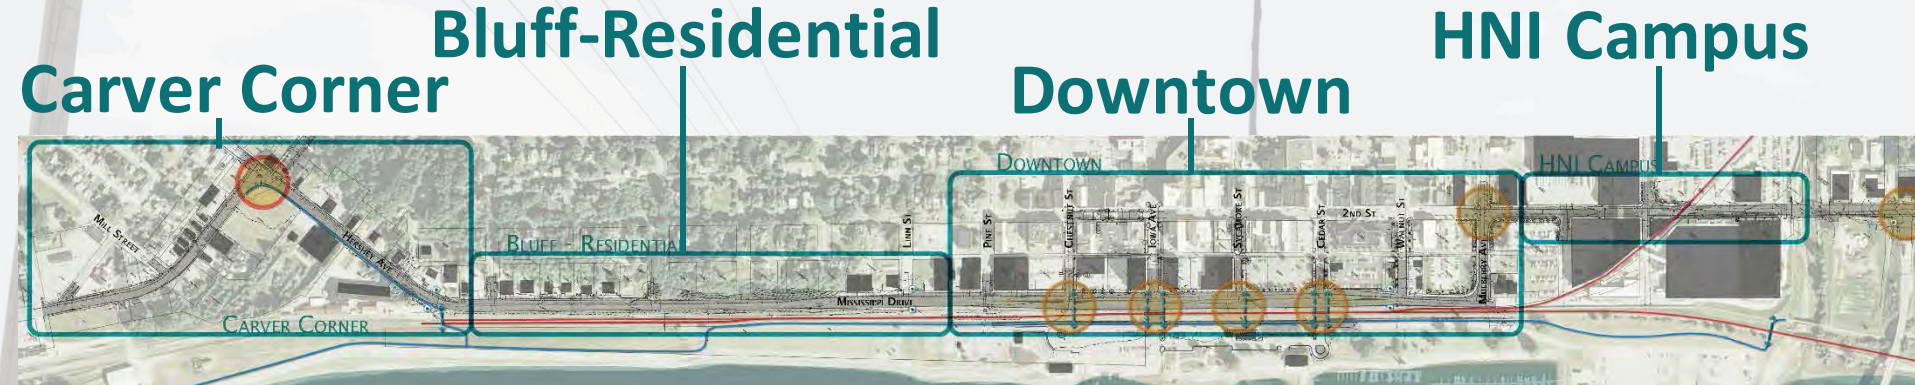 Bluff-Residential
HNI Campus
Carver Corner
Downtown
DOWNTOWN
HNI CAMPUS
MILL STREET
HERSHEY AVE
BLUFF RESIDENTIA
LINN ST
PINE ST
CHESTNUT ST
IOWA AVE
SYCAMORE ST
CEDAR ST
2ND ST
WALNUT ST
MULBERRY AVE
MISSISSIPPI DRIVE
CARVER CORNER